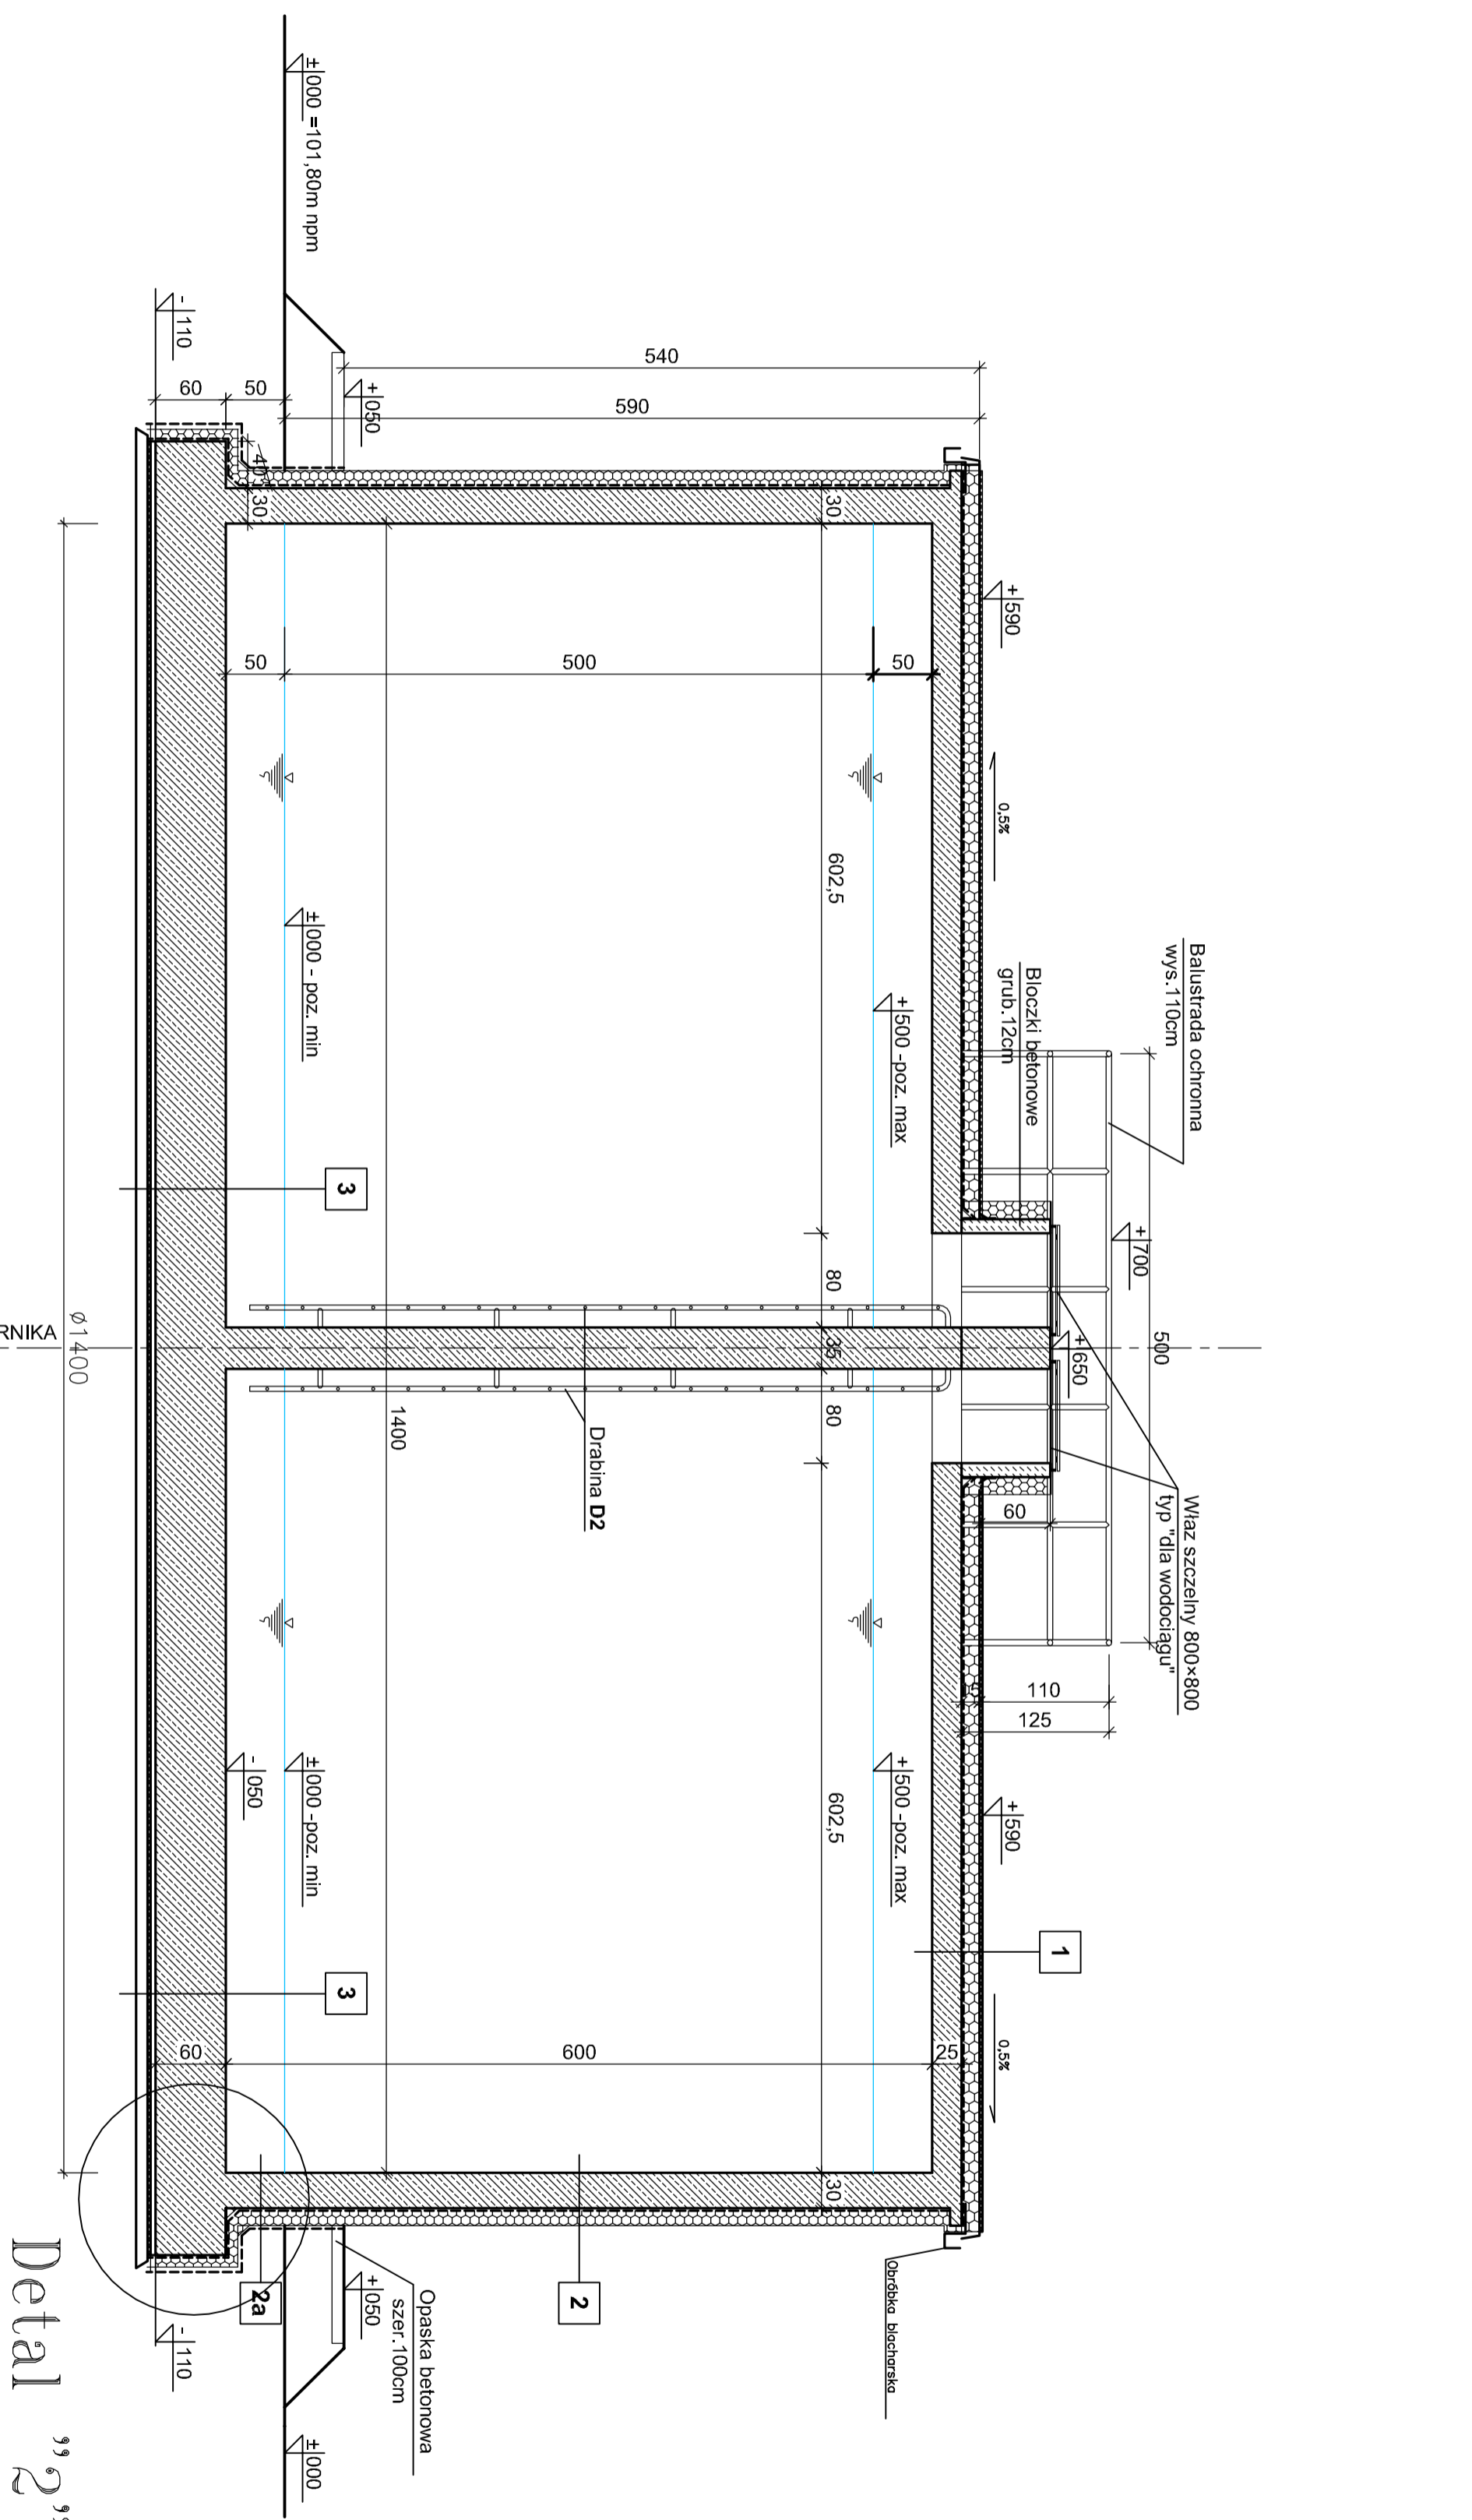 Balustrada ochronna
wys.110cm
Bloczki betonowe
grub.12cm
500
+700
+650
Właz szczelny 800×800
typ "dla wodociągu"
60
110
125
+590
0,5%
+590
1
0,5%
Obróbka blacharska
540
590
+500 -poz. max
+500 -poz. max
50
500
50
30
602,5
80
35
80
602,5
30
25
600
60
Drabina D2
1400
2
Opaska betonowa
szer.100cm
+050
+050
±000 =101,80m npm
±000 - poz. min
±000 -poz. min
-050
±000
3
3
2a
40
30
50
60
-110
-110
Ø1400
RNIKA
Detal ,,2"